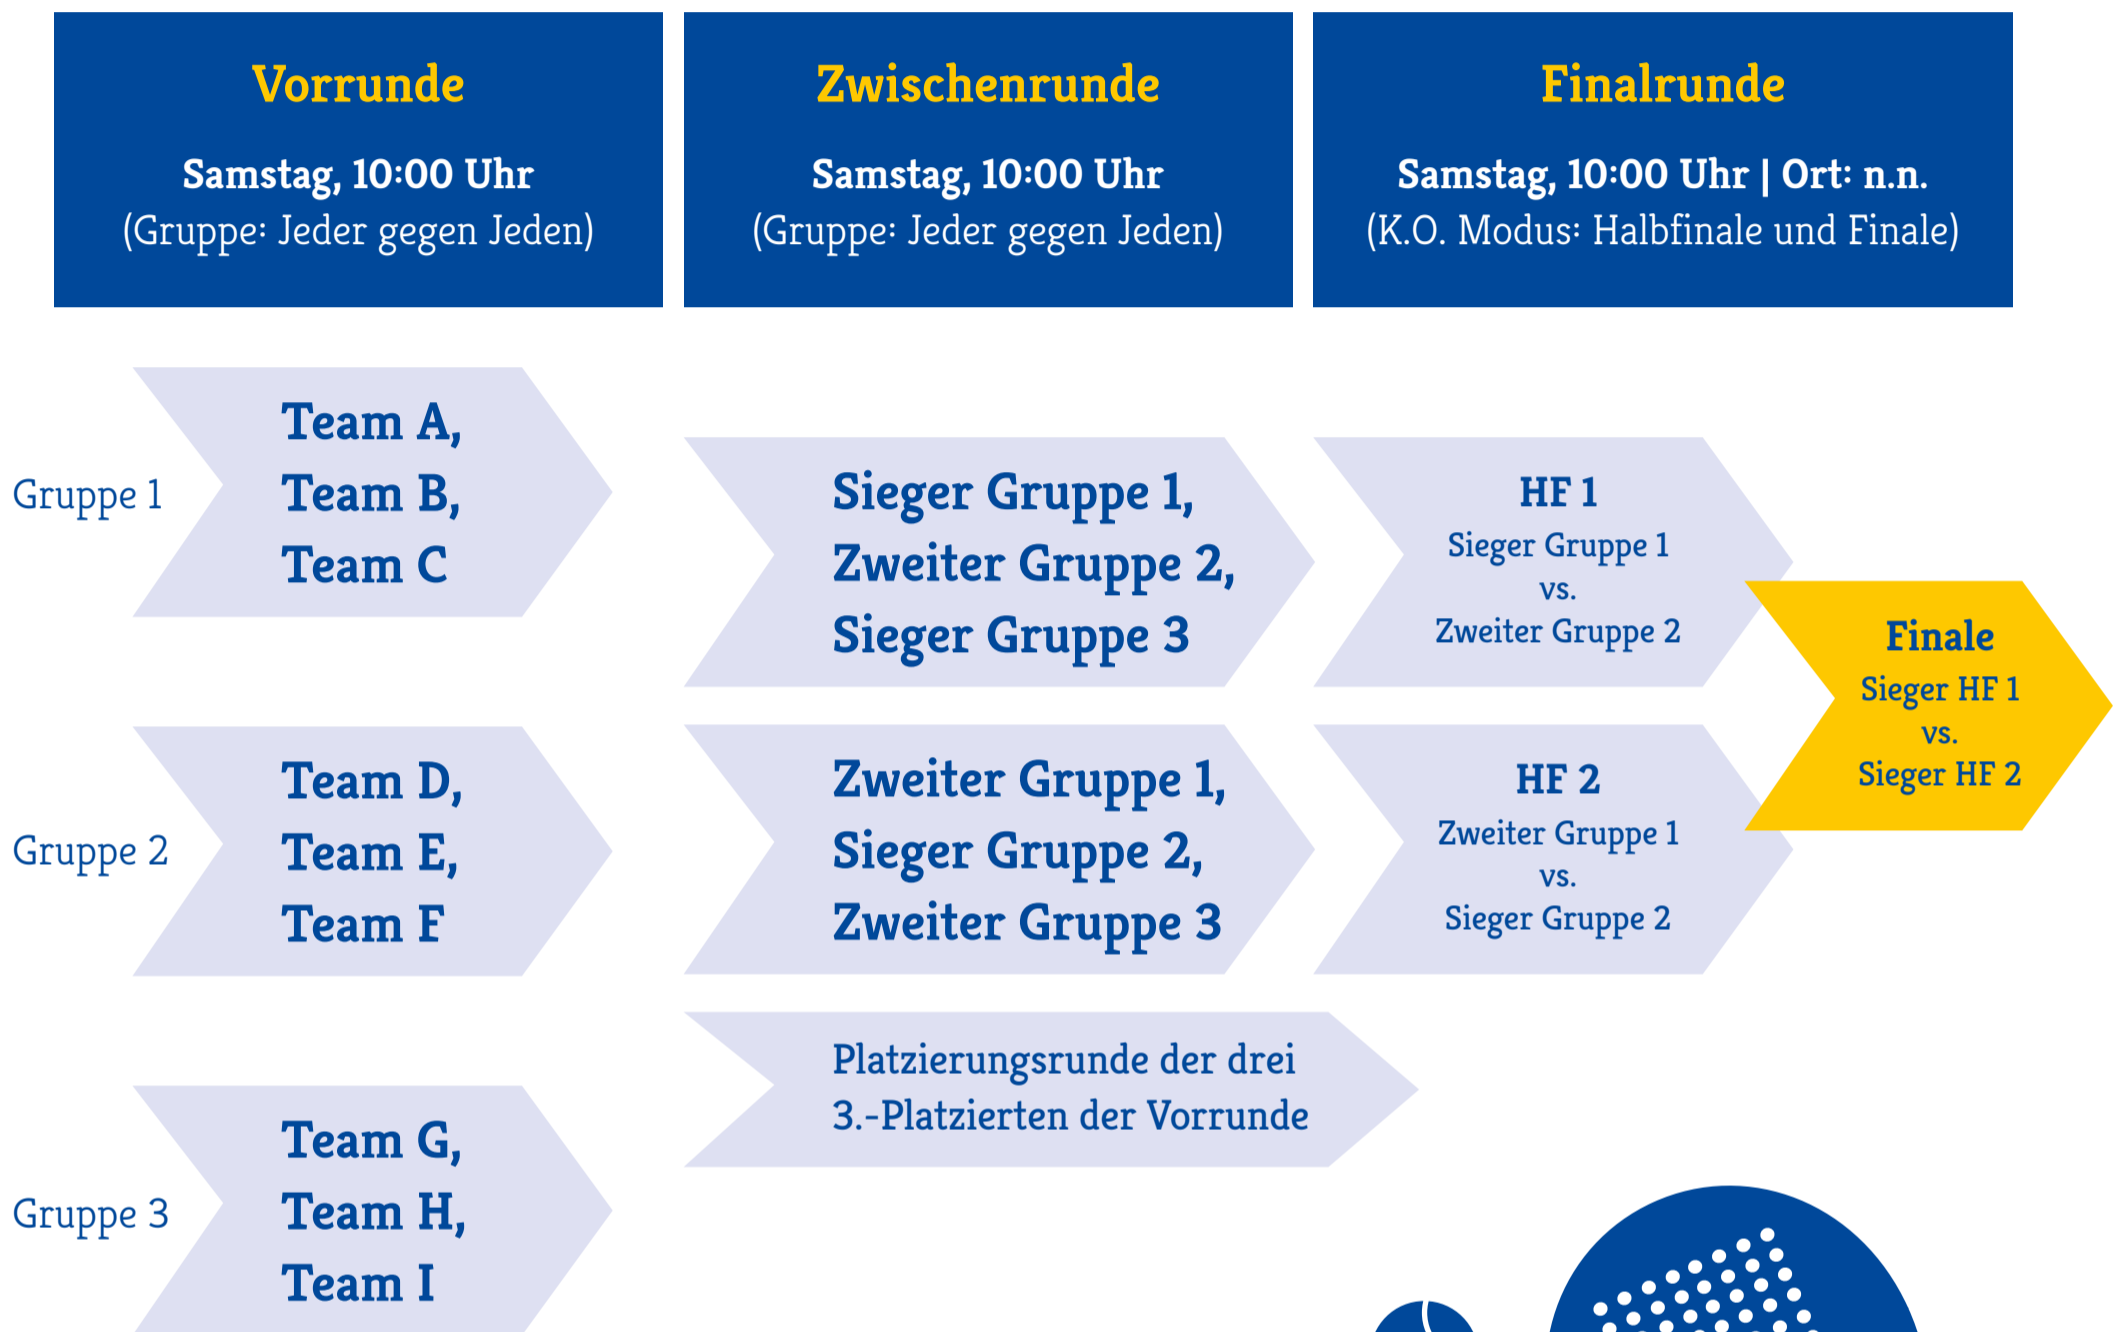 Vorrunde
Samstag, 10:00 Uhr
(Gruppe: Jeder gegen Jeden)
Zwischenrunde
Samstag, 10:00 Uhr
(Gruppe: Jeder gegen Jeden)
Finalrunde
Samstag, 10:00 Uhr | Ort: n.n.
(K.O. Modus: Halbfinale und Finale)
Gruppe 1
Team A,
Team B,
Team C
Gruppe 2
Team D,
Team E,
Team F
Gruppe 3
Team G,
Team H,
Team I
Sieger Gruppe 1,
Zweiter Gruppe 2,
Sieger Gruppe 3
Zweiter Gruppe 1,
Sieger Gruppe 2,
Zweiter Gruppe 3
Platzierungsrunde der drei
3.-Platzierten der Vorrunde
HF 1
Sieger Gruppe 1
vs.
Zweiter Gruppe 2
HF 2
Zweiter Gruppe 1
vs.
Sieger Gruppe 2
Finale
Sieger HF 1
vs.
Sieger HF 2